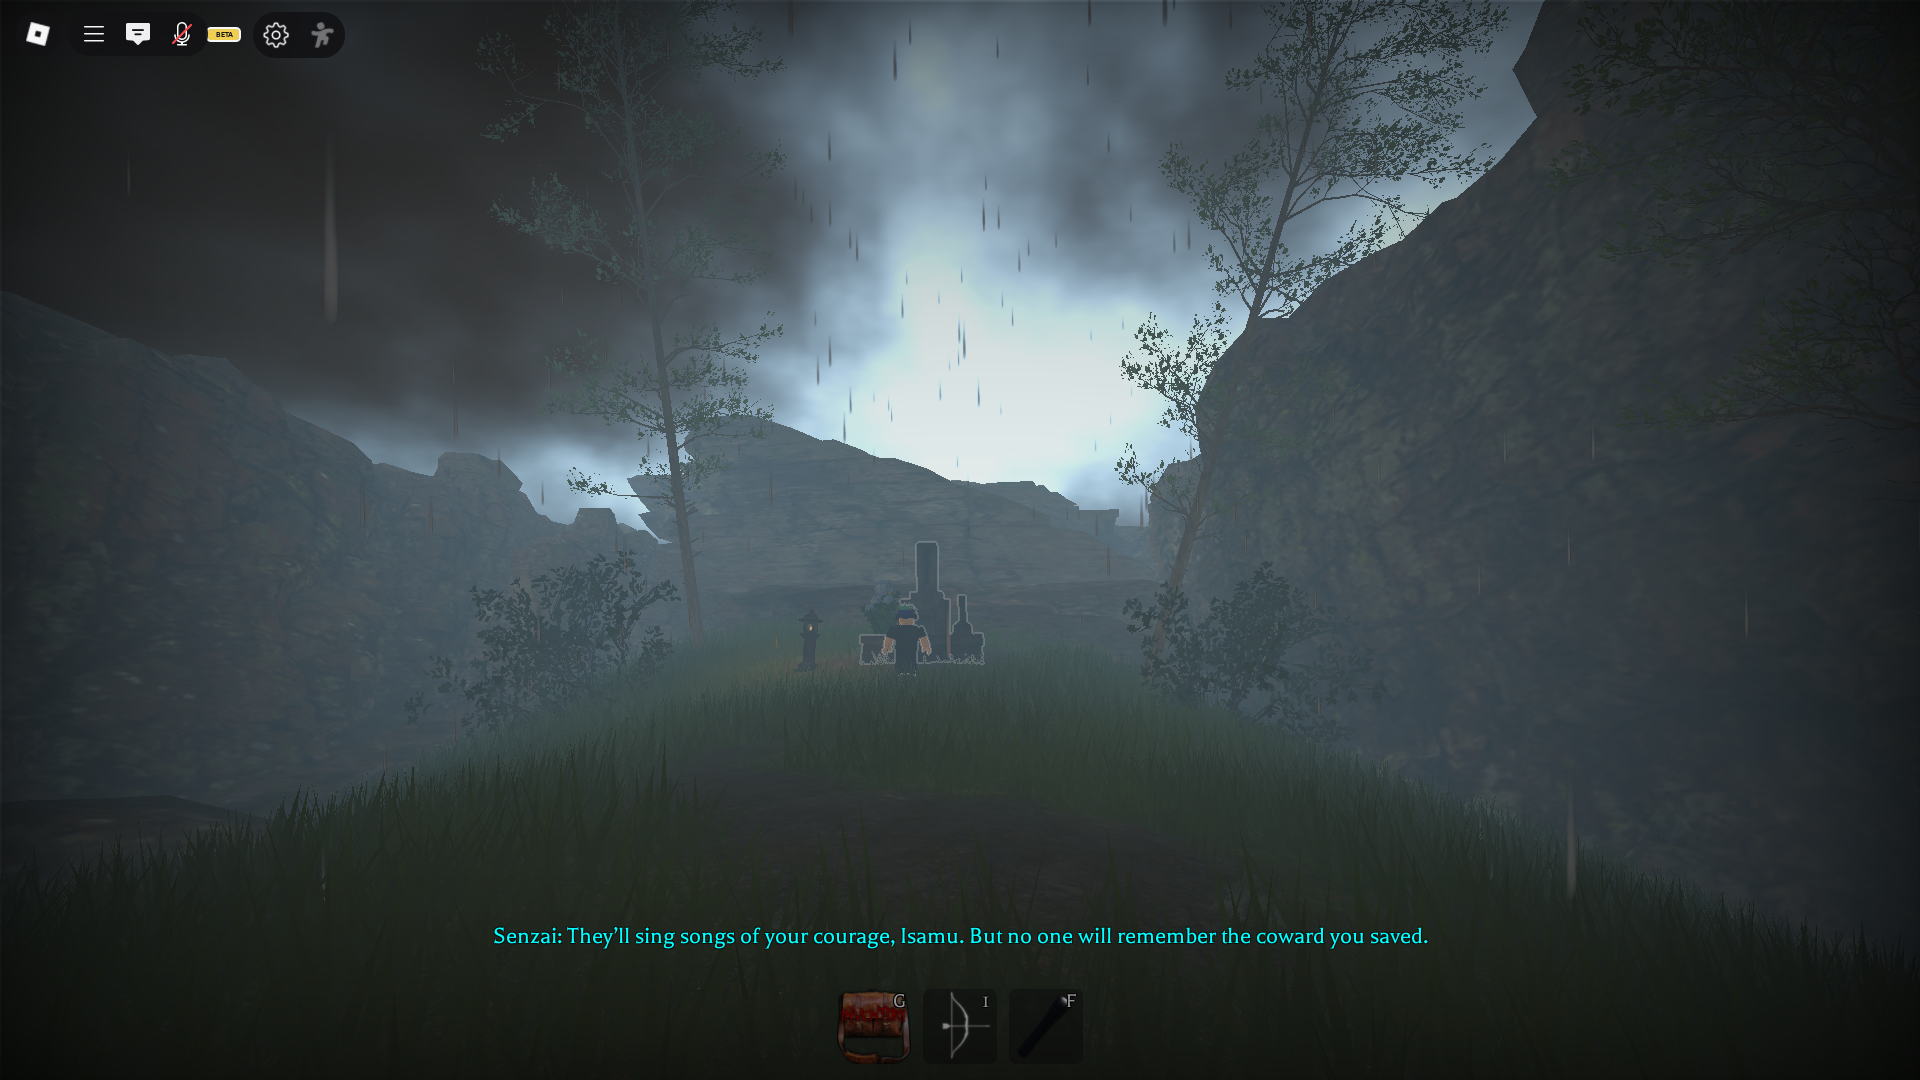 BETA
Senzai: They'll sing songs of your courage, Isamu. But no one will remember the coward you saved.
G
1
F